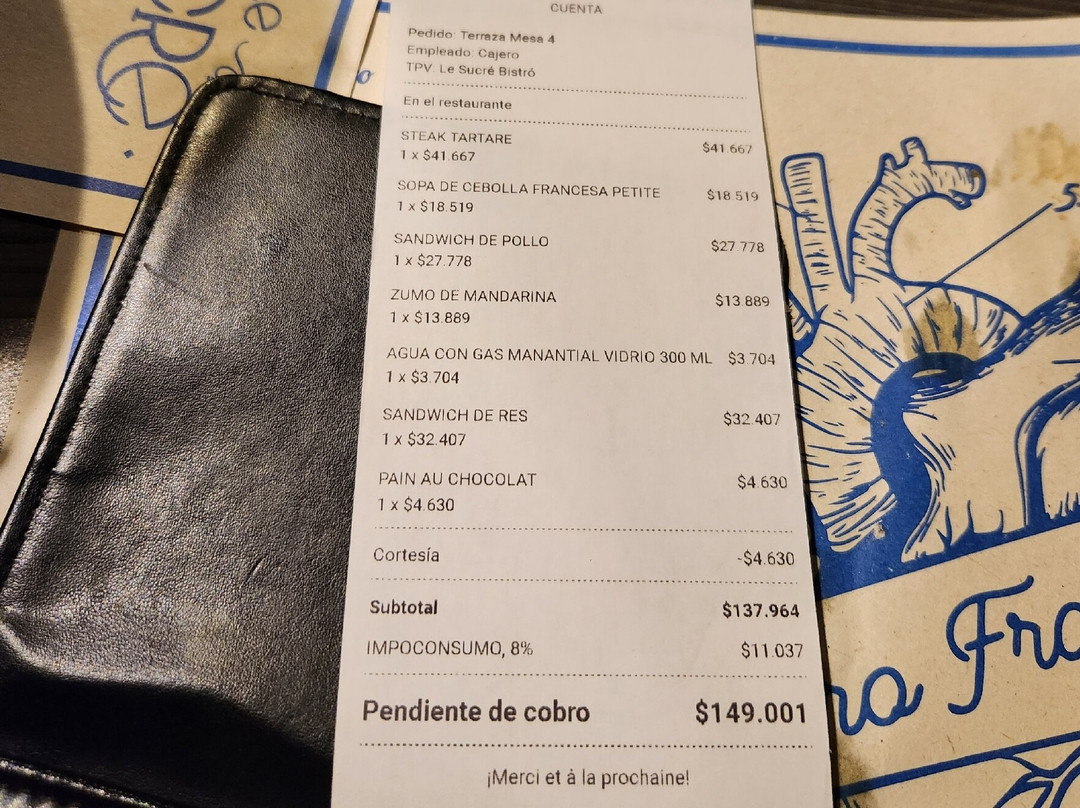 CUENTA
Pedido: Terraza Mesa 4
Empleado: Cajero
TPV: Le Sucré Bistró
En el restaurante
STEAK TARTARE $41.667
1 x $41.667
SOPA DE CEBOLLA FRANCESA PETITE $18.519
1 x $18.519
SANDWICH DE POLLO $27.778
1 x $27.778
ZUMO DE MANDARINA $13.889
1 x $13.889
AGUA CON GAS MANANTIAL VIDRIO 300 ML $3.704
1 x $3.704
SANDWICH DE RES $32.407
1 x $32.407
PAIN AU CHOCOLAT $4.630
1 x $4.630
Cortesía -$4.630
Subtotal $137.964
IMPOCONSUMO, 8% $11.037
Pendiente de cobro $149.001
¡Merci et à la prochaine!